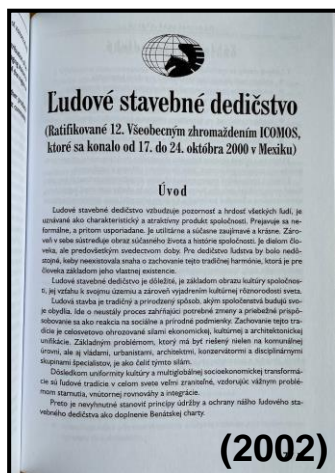 Ľudové stavebné dedičstvo
(Ratifikované 12. Všeobecným zhromaždením ICOMOS,
ktoré sa konalo od 17. do 24. októbra 2000 v Mexiku)
Úvod
Ľudové stavebné dedičstvo vzbudzuje pozornosť a hrdosť všetkých ľudí, je
uznávané ako charakteristický a atraktívny produkt spoločnosti. Prejavuje sa ne-
formálne, a pritom usporiadane. Je utilitárne a súčasne zaujímavé a krásne. Záro-
veň v sebe sústreďuje obraz súčasného života a histórie spoločnosti. Je dielom člo-
veka, ale predovšetkým svedectvom doby. Pre dedičstvo ľudstva by bolo nedô-
stojná, keby neexistovala snaha o zachovanie tejto tradičnej harmónie, ktorá je pre
človeka základom jeho vlastnej existencie.
Ľudové stavebné dedičstvo je dôležité, je základom obrazu kultúry spoločnos-
ti, jej vzťahu k svojmu územiu a zároveň vyjadrením kultúrnej rôznorodosti sveta.
Ľudová stavba je tradičný a prirodzený spôsob, akým spoločenstvá budujú svo-
je obydlia. Ide o neustály proces zahŕňajúci potrebné zmeny a priebežné prispô-
sobovanie sa ako reakcia na sociálne a prírodné podmienky. Zachovanie tejto tra-
dície je celosvetovo ohrozované silami ekonomickej, kultúrnej a architektonickej
unifikácie. Základným problémom, ktorý má byť riešený nielen na komunálnej
úrovni, ale aj vládami, urbanistami, architektmi, konzervátormi a disciplinárnymi
skupinami špecialistov, je ako čeliť týmto silám.
Dôsledkom uniformity kultúry a multiglobálnej socioekonomickej transformá-
cie sú ľudové tradície v celom svete veľmi zraniteľné, vzdorujúc vážnym problé-
mom starnutia, vnútornej rovnováhy a integrácie.
Preto je nevyhnutné stanoviť princípy údržby a ochrany nášho ľudového sta-
vebného dedičstva ako doplnenie Benátskej charty.
(2002)